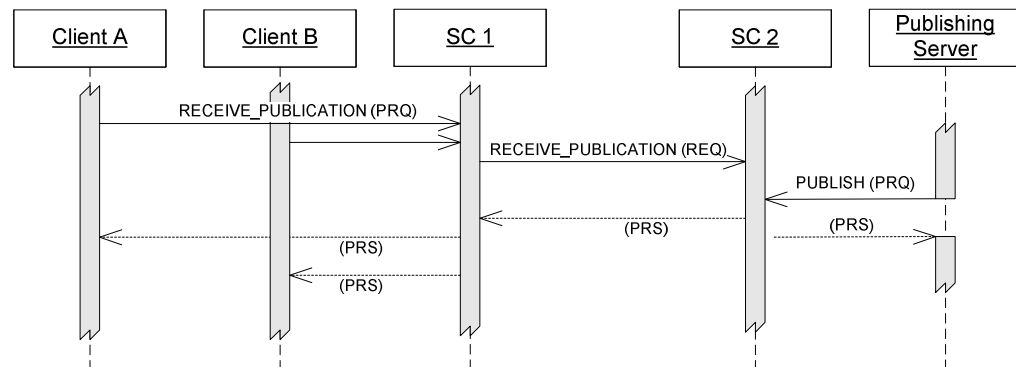 Client A
Client B
SC 1
SC 2
Publishing
Server
RECEIVE_PUBLICATION (PRQ)
RECEIVE_PUBLICATION (REQ)
PUBLISH (PRQ)
(PRS)
(PRS)
(PRS)
(PRS)